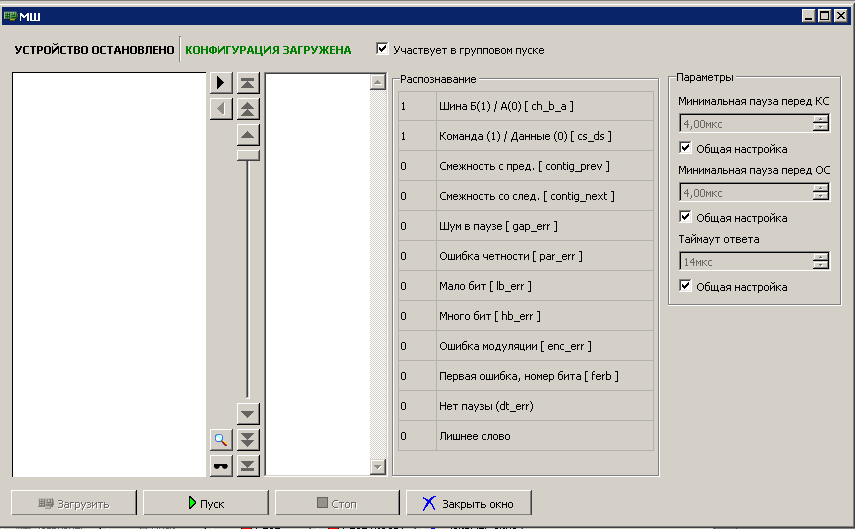 МШ
УСТРОЙСТВО ОСТАНОВЛЕНО КОНФИГУРАЦИЯ ЗАГРУЖЕНА Участвует в групповом пуске
Распознавание
1 Шина Б(1) / А(0) [ ch_b_a ]
1 Команда (1) / Данные (0) [ cs_ds ]
0 Смежность с пред. [ contig_prev ]
0 Смежность со след. [ contig_next ]
0 Шум в паузе [ gap_err ]
0 Ошибка четности [ par_err ]
0 Мало бит [ lb_err ]
0 Много бит [ hb_err ]
0 Ошибка модуляции [ enc_err ]
0 Первая ошибка, номер бита [ ferb ]
0 Нет паузы (dt_err)
0 Лишнее слово
Параметры
Минимальная пауза перед КС
4,00мкс
Общая настройка
Минимальная пауза перед ОС
4,00мкс
Общая настройка
Таймаут ответа
14мкс
Общая настройка
Загрузить Пуск Стоп Закрыть окно